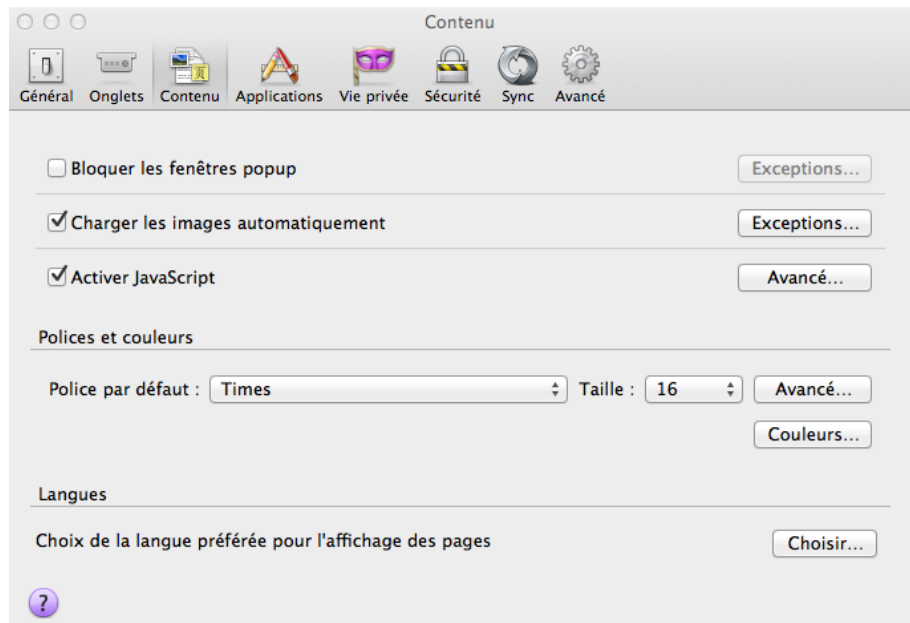 Contenu
Général Onglets Contenu Applications Vie privée Sécurité Sync Avancé
Bloquer les fenêtres popup Exceptions...
Charger les images automatiquement Exceptions...
Activer JavaScript Avancé...
Polices et couleurs
Police par défaut : Times Taille : 16 Avancé...
Couleurs...
Langues
Choix de la langue préférée pour l'affichage des pages Choisir...
?